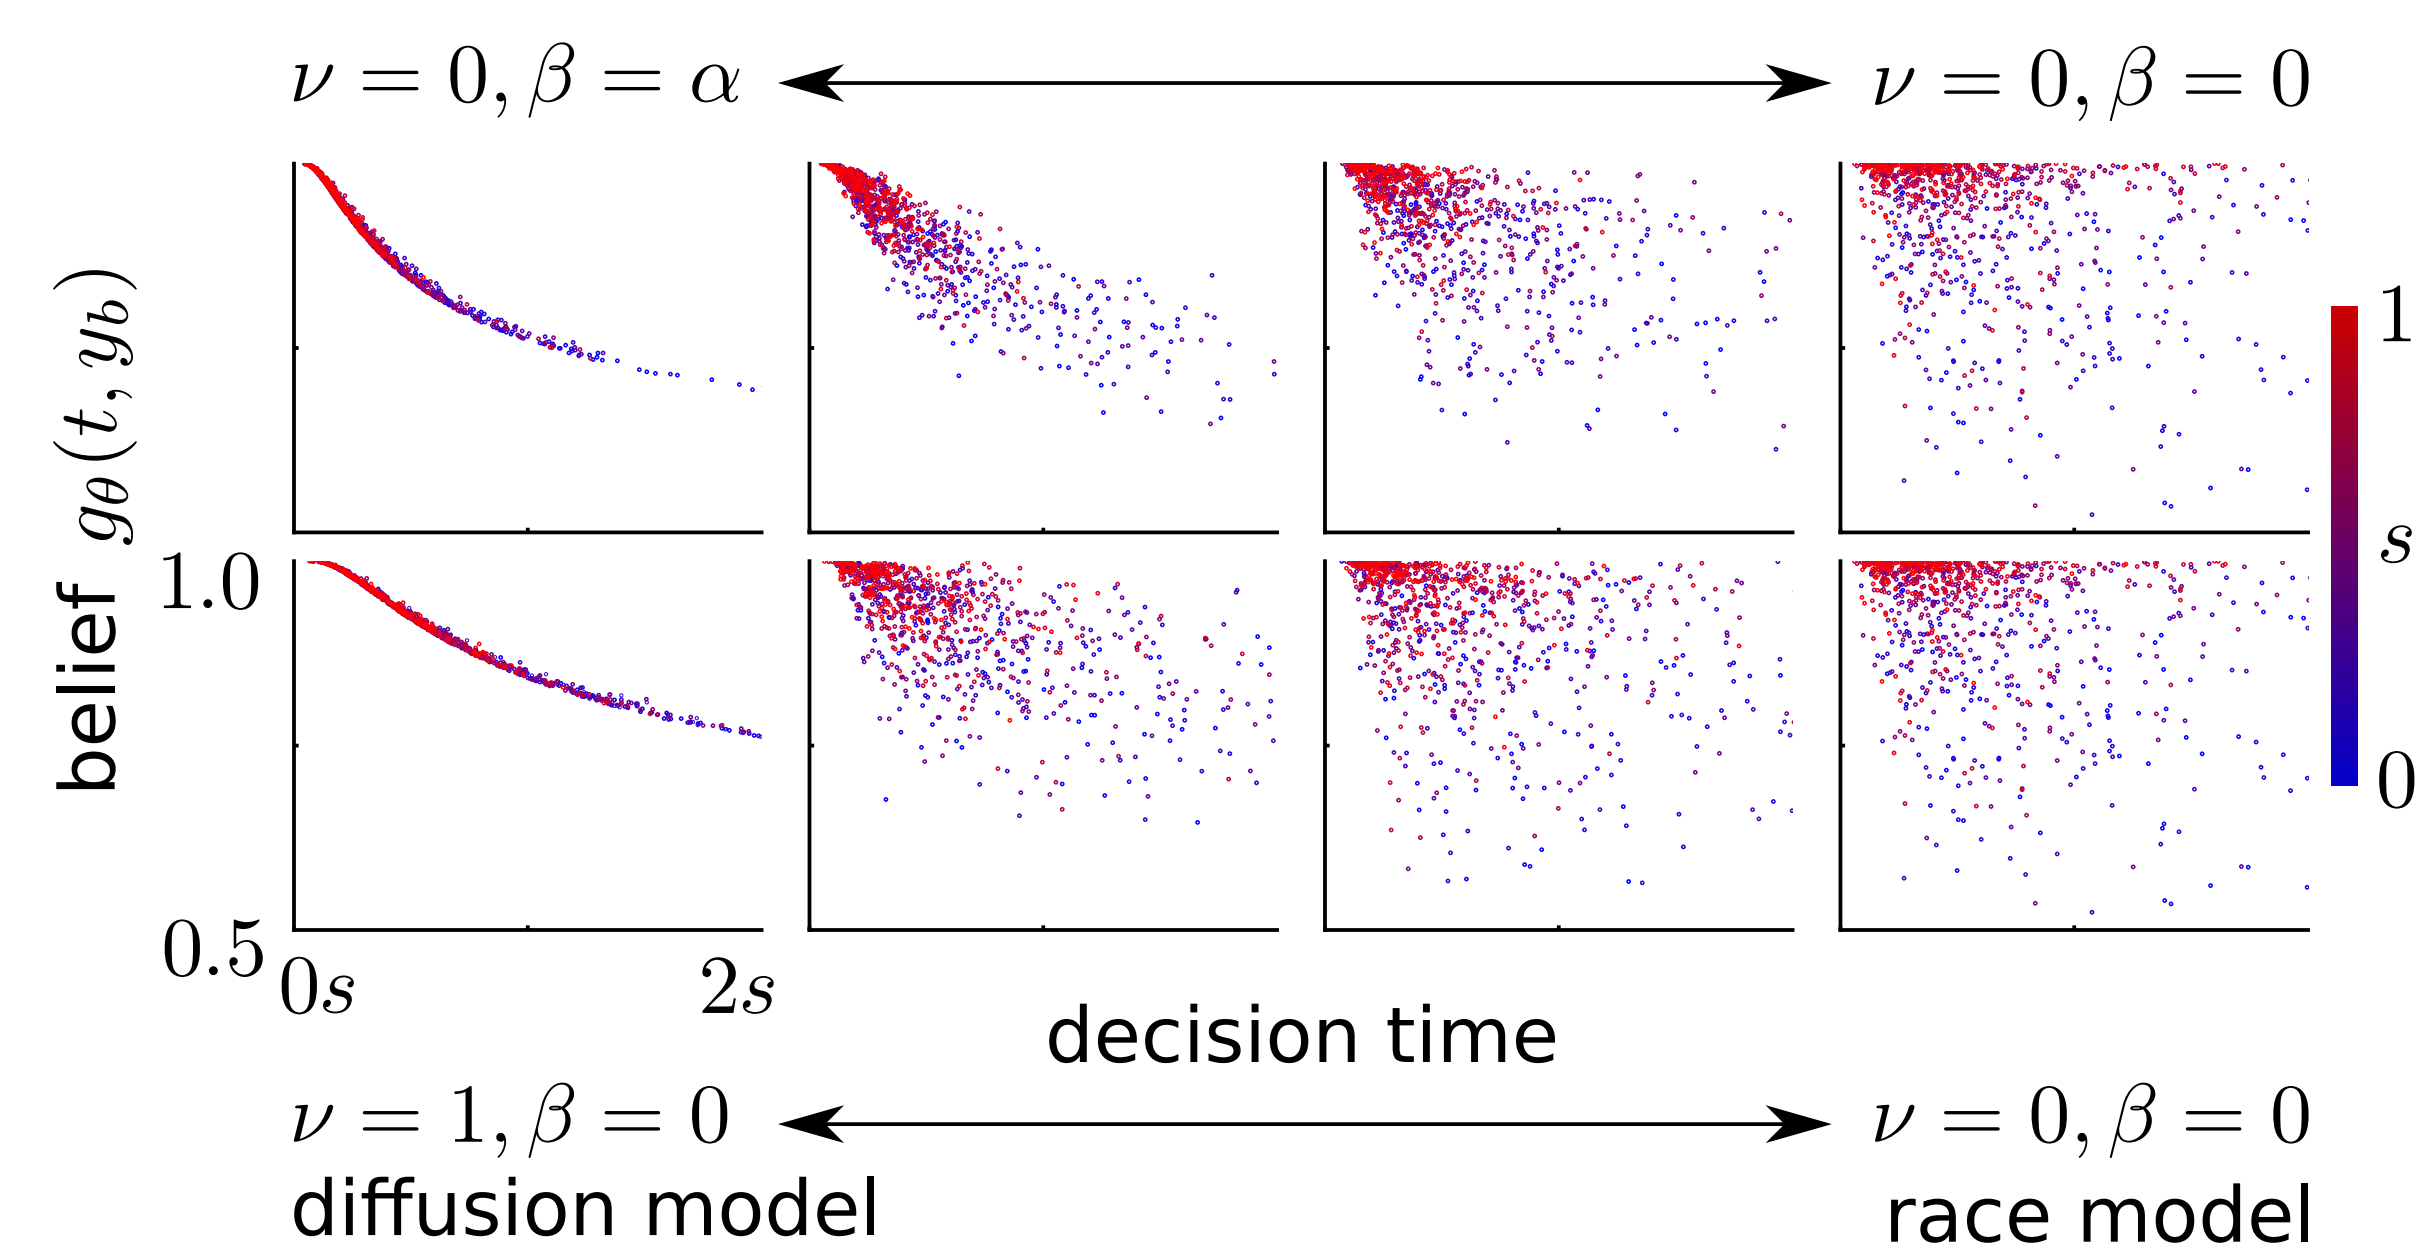 ν = 0, β = α
ν = 0, β = 0
belief g_θ(t, y_b)
1
s
0
1.0
0.5
0s
2s
decision time
ν = 1, β = 0
ν = 0, β = 0
diffusion model
race model